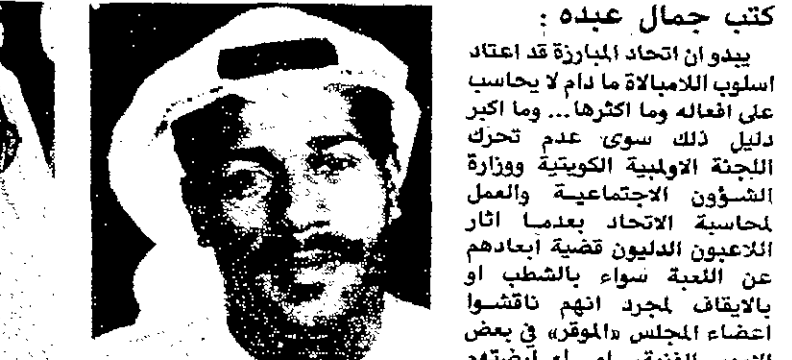 كتب جمال عبده :
يبدو ان اتحاد المبارزة قد اعتاد
اسلوب اللامبالاة ما دام لا يحاسب
على افعاله وما اكثرها... وما اكبر
دليل ذلك سوى عدم تحرك
اللجنة الاولمبية الكويتية ووزارة
الشؤون الاجتماعية والعمل
لمحاسبة الاتحاد بعدما اثار
اللاعبون الدليون قضية ابعادهم
عن اللعبة سواء بالشطب او
بالايقاف لمجرد انهم ناقشوا
اعضاء المجلس «الموقر» في بعض